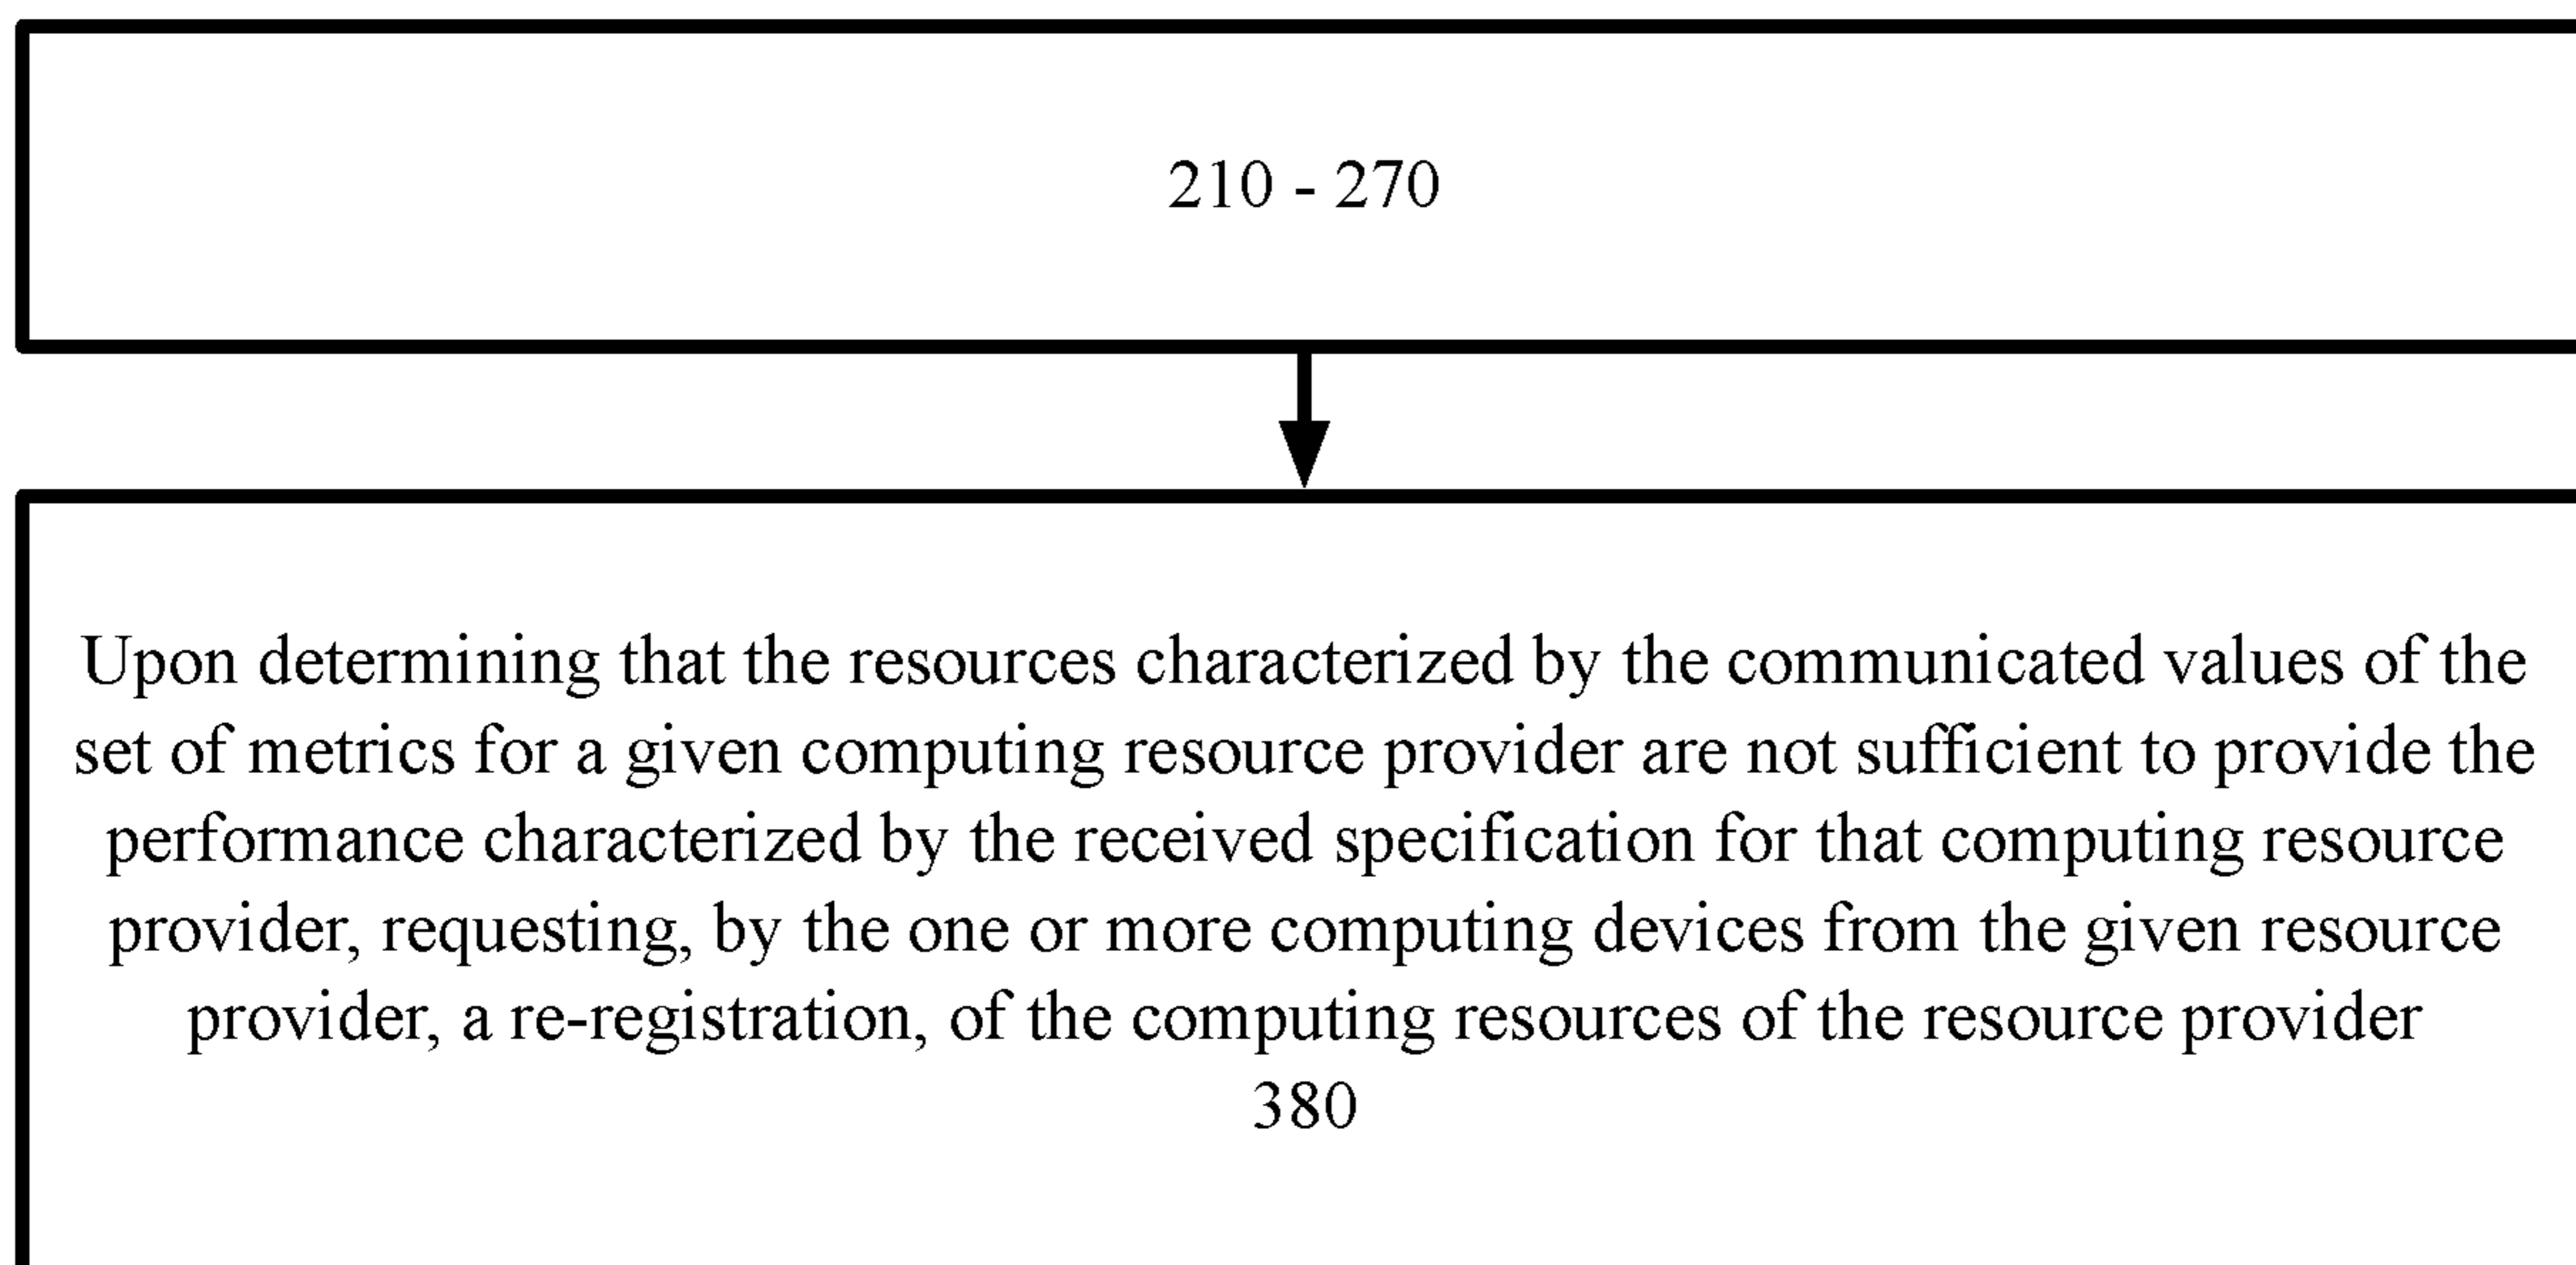 210 - 270
Upon determining that the resources characterized by the communicated values of the
set of metrics for a given computing resource provider are not sufficient to provide the
performance characterized by the received specification for that computing resource
provider, requesting, by the one or more computing devices from the given resource
provider, a re-registration, of the computing resources of the resource provider
380